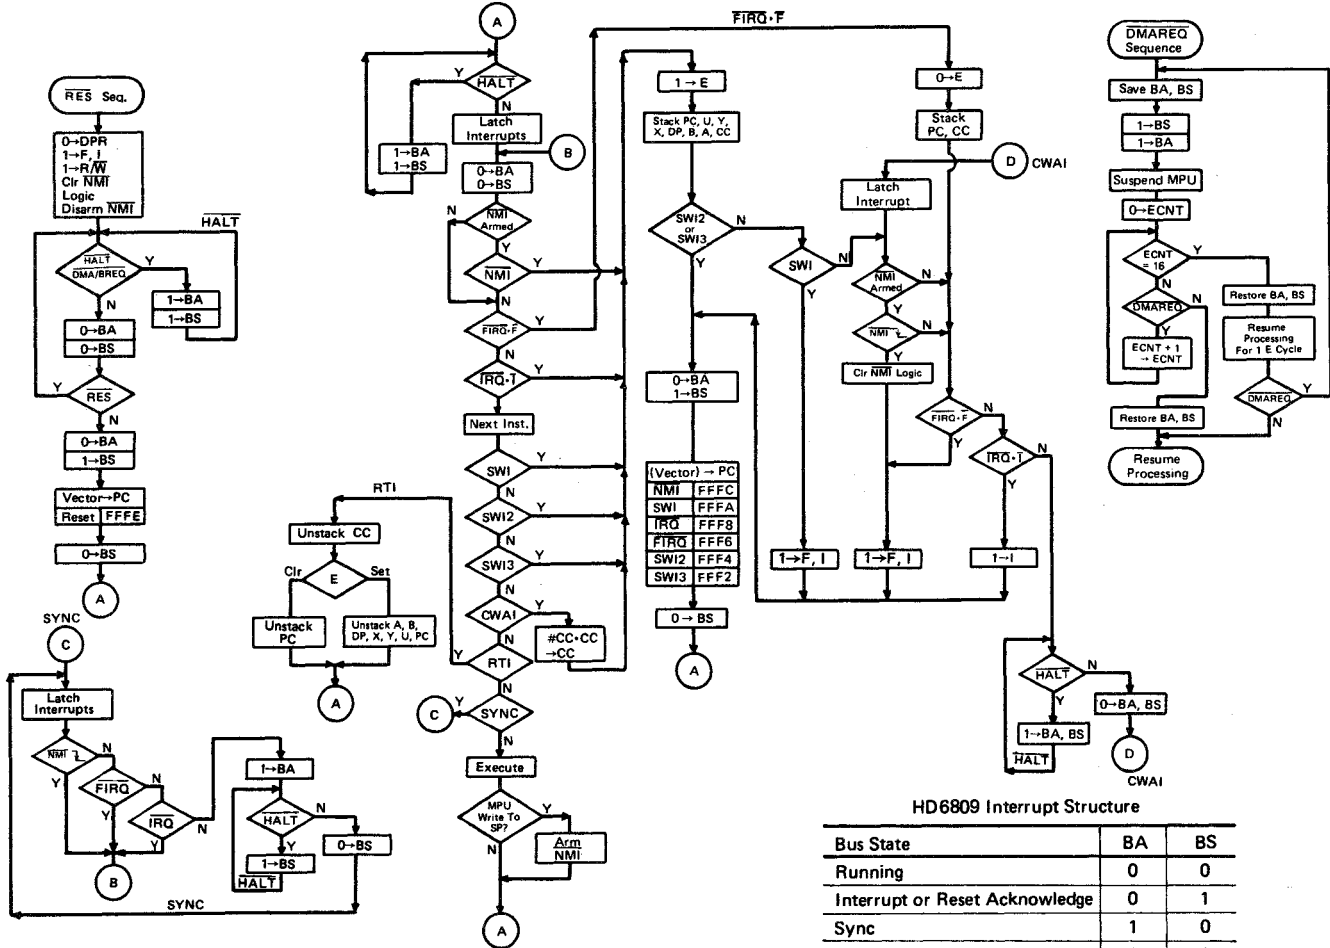 RES Seq.
0→DPR
1→F, I
1→R/W
Clr NMI
Logic
Disarm NMI
HALT
HALT
DMA/BREQ
Y
N
1→BA
1→BS
0→BA
0→BS
Y
RES
N
0→BA
1→BS
Vector→PC
Reset FFFE
0→BS
A
SYNC
C
Latch
Interrupts
NMI
N
Y
FIRQ
N
Y
IRQ
N
Y
B
1→BA
HALT
N
Y
1→BS
HALT
0→BS
SYNC
A
HALT
Y
N
1→BA
1→BS
Latch
Interrupts
B
0→BA
0→BS
NMI
Armed
N
Y
NMI
Y
N
FIRQ·F
Y
N
IRQ·I
Y
Next Inst.
SWI
Y
N
SWI2
Y
N
SWI3
Y
N
CWAI
Y
N
#CC·CC
→CC
RTI
Y
N
SYNC
Y
C
N
Execute
MPU
Write To
SP?
Y
N
Arm
NMI
A
RTI
Unstack CC
E
Clr
Set
Unstack
PC
Unstack A, B,
DP, X, Y, U, PC
A
FIRQ·F
1→E
Stack PC, U, Y,
X, DP, B, A, CC
SWI2
or
SWI3
N
Y
SWI
N
Y
0→BA
1→BS
(Vector) → PC
NMI FFFC
SWI FFFA
IRQ FFF8
FIRQ FFF6
SWI2 FFF4
SWI3 FFF2
0→ BS
A
0→E
Stack
PC, CC
D CWAI
Latch
Interrupt
NMI
Armed
N
Y
NMI
N
Y
Clr NMI Logic
FIRQ·F
N
Y
IRQ·I
N
Y
1→F, I
1→F, I
1→I
HALT
N
Y
1→BA, BS
HALT
0→BA, BS
D
CWAI
DMAREQ
Sequence
Save BA, BS
1→BS
1→BA
Suspend MPU
0→ECNT
ECNT
= 16
Y
N
DMAREQ
N
Y
ECNT + 1
→ ECNT
Restore BA, BS
Resume
Processing
For 1 E Cycle
DMAREQ
Y
N
Restore BA, BS
Resume
Processing
HD6809 Interrupt Structure
Bus State BA BS
Running 0 0
Interrupt or Reset Acknowledge 0 1
Sync 1 0